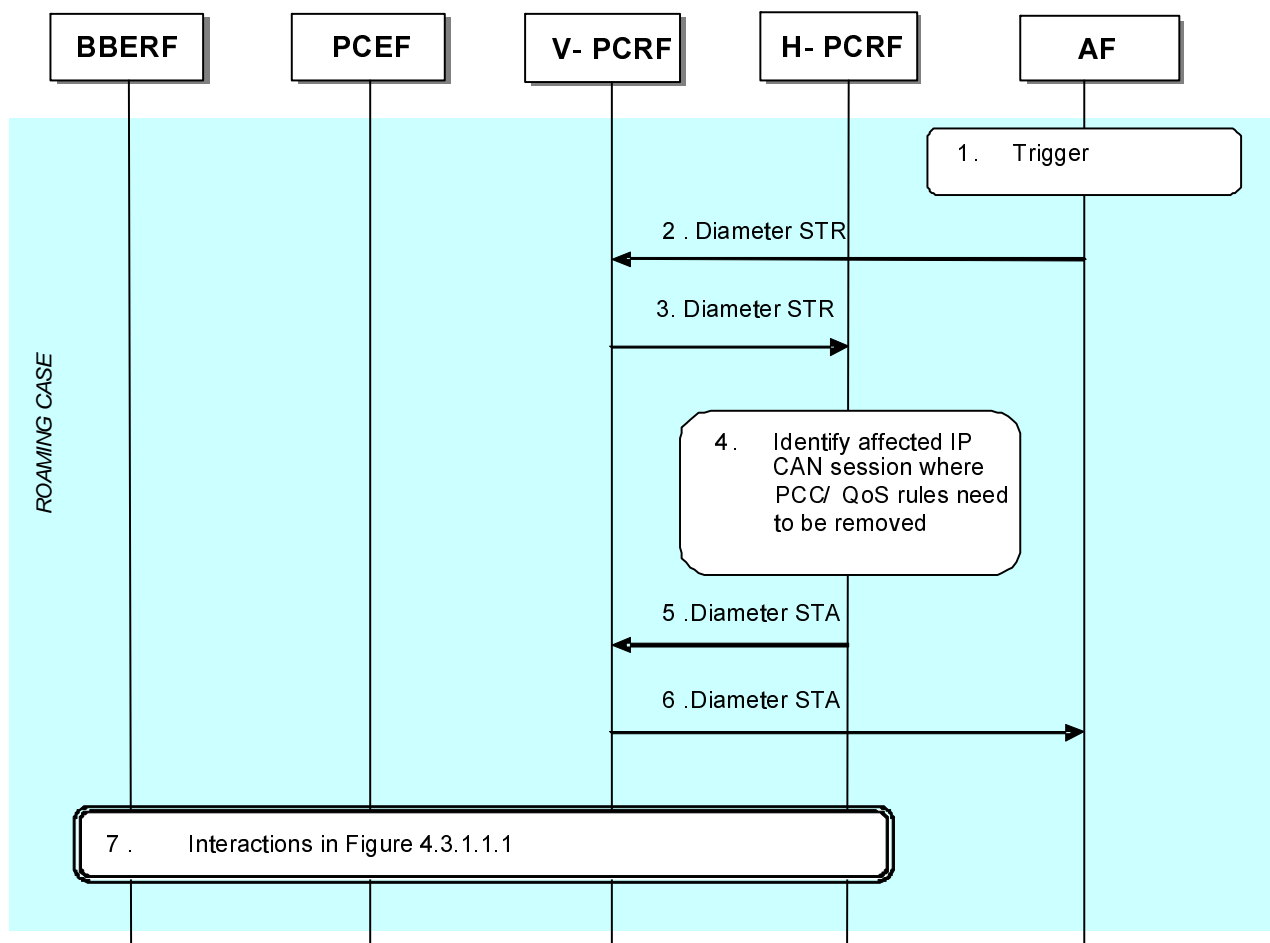 BBERF
PCEF
V- PCRF
H- PCRF
AF
1. Trigger
2 . Diameter STR
3. Diameter STR
ROAMING CASE
4. Identify affected IP
CAN session where
PCC/ QoS rules need
to be removed
5 .Diameter STA
6 .Diameter STA
7 . Interactions in Figure 4.3.1.1.1